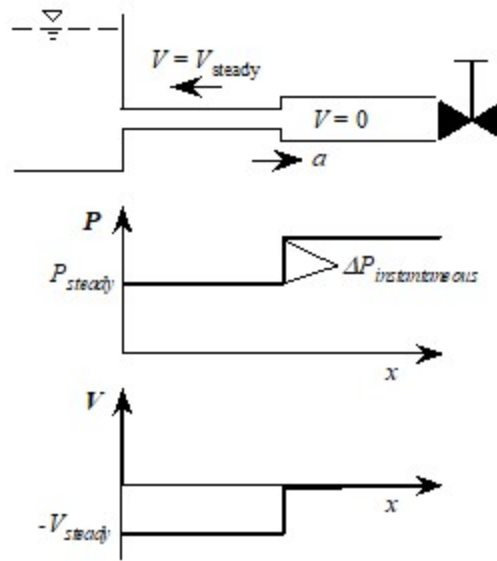 V = V steady
V = 0
a
P
P steady
ΔP instantaneous
x
V
x
-V steady